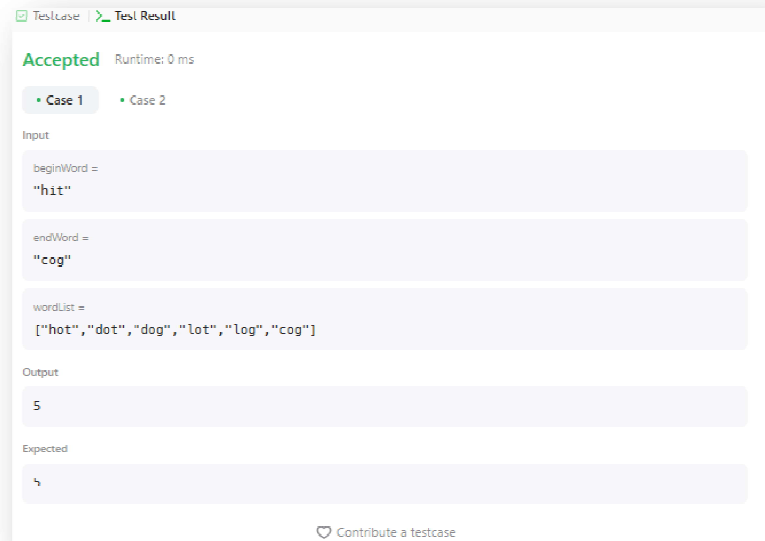 Testcase Test Result
Accepted Runtime: 0 ms
Case 1 Case 2
Input
beginWord =
"hit"
endWord =
"cog"
wordList =
["hot","dot","dog","lot","log","cog"]
Output
5
Expected
5
Contribute a testcase